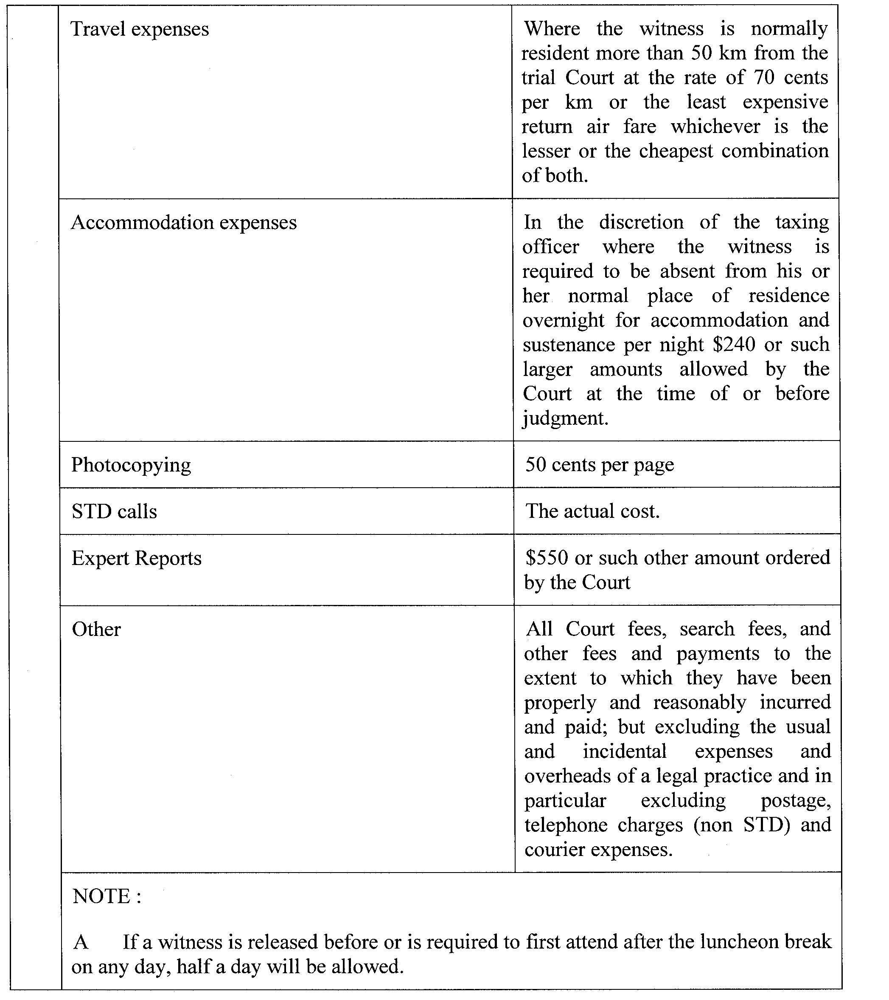 Travel expenses
Where the witness is normally
resident more than 50 km from the
trial Court at the rate of 70 cents
per km or the least expensive
return air fare whichever is the
lesser or the cheapest combination
of both.
Accommodation expenses
In the discretion of the taxing
officer where the witness is
required to be absent from his or
her normal place of residence
overnight for accommodation and
sustenance per night $240 or such
larger amounts allowed by the
Court at the time of or before
judgment.
Photocopying
50 cents per page
STD calls
The actual cost.
Expert Reports
$550 or such other amount ordered
by the Court
Other
All Court fees, search fees, and
other fees and payments to the
extent to which they have been
properly and reasonably incurred
and paid; but excluding the usual
and incidental expenses and
overheads of a legal practice and in
particular excluding postage,
telephone charges (non STD) and
courier expenses.
NOTE :
A If a witness is released before or is required to first attend after the luncheon break
on any day, half a day will be allowed.